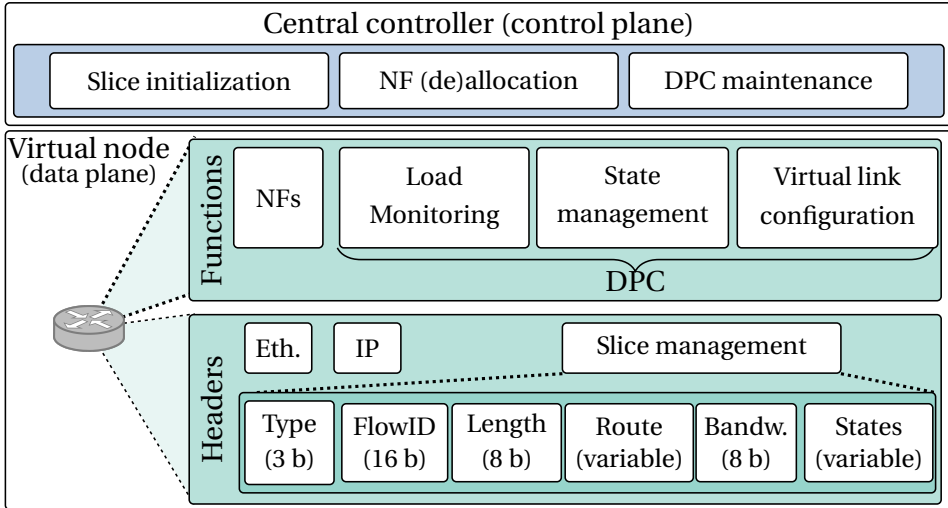 Central controller (control plane)
Slice initialization
NF (de)allocation
DPC maintenance
Virtual node
(data plane)
Functions
NFs
Load
Monitoring
State
management
Virtual link
configuration
DPC
Headers
Eth.
IP
Slice management
Type
(3 b)
FlowID
(16 b)
Length
(8 b)
Route
(variable)
Bandw.
(8 b)
States
(variable)